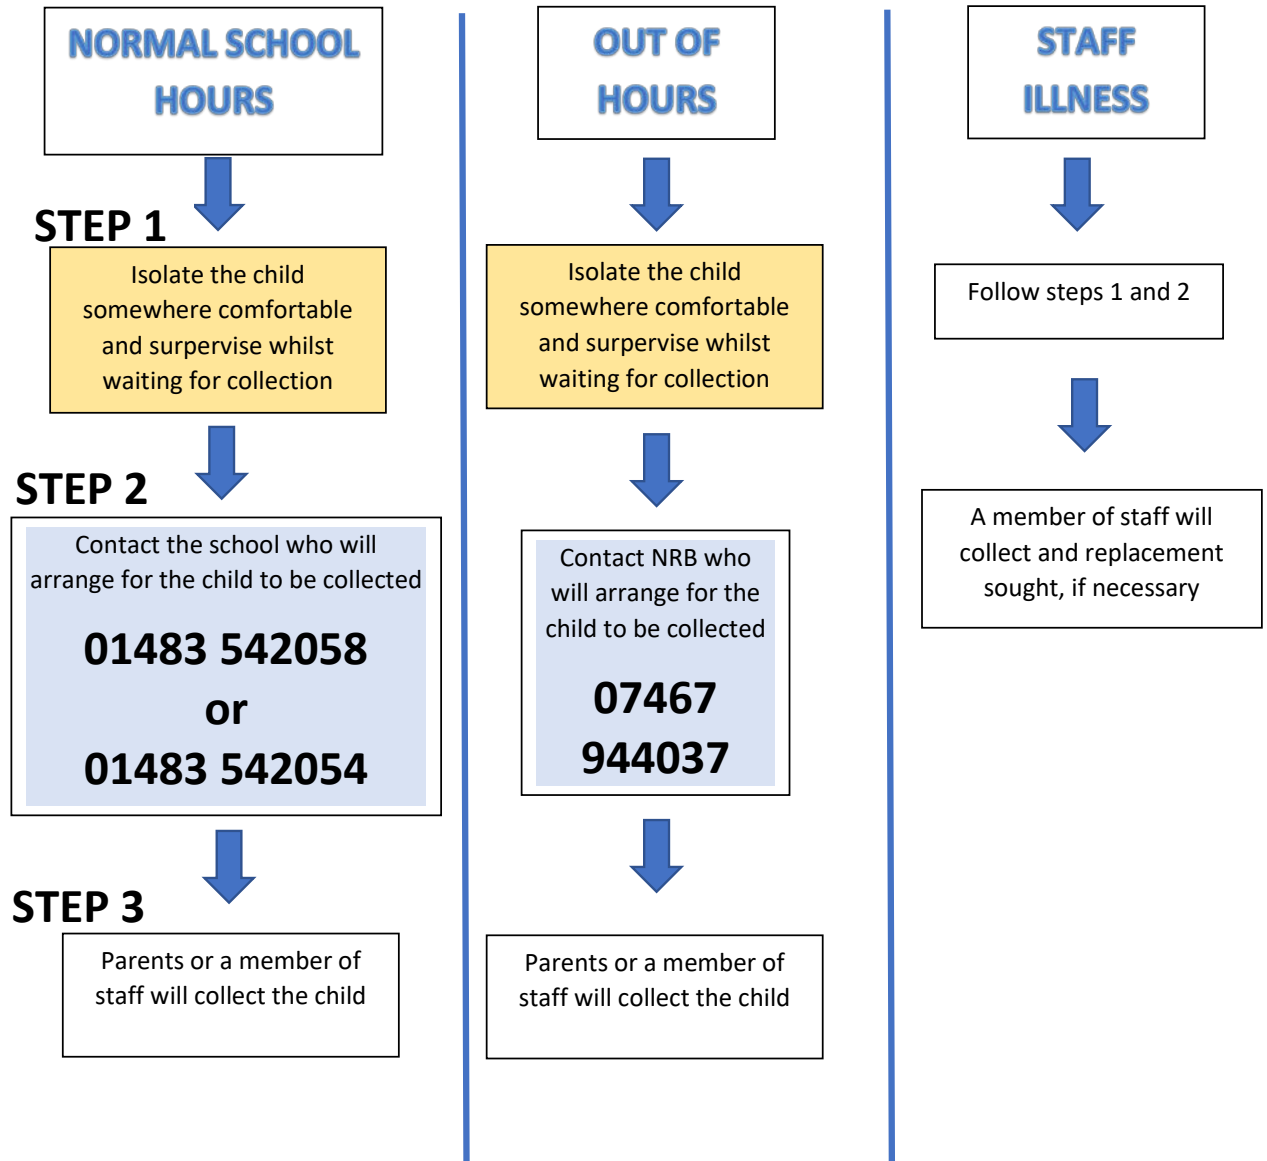 NORMAL SCHOOL
HOURS
STEP 1
Isolate the child
somewhere comfortable
and surpervise whilst
waiting for collection
STEP 2
Contact the school who will
arrange for the child to be collected
01483 542058
or
01483 542054
STEP 3
Parents or a member of
staff will collect the child
OUT OF
HOURS
Isolate the child
somewhere comfortable
and surpervise whilst
waiting for collection
Contact NRB who
will arrange for the
child to be collected
07467
944037
Parents or a member of
staff will collect the child
STAFF
ILLNESS
Follow steps 1 and 2
A member of staff will
collect and replacement
sought, if necessary